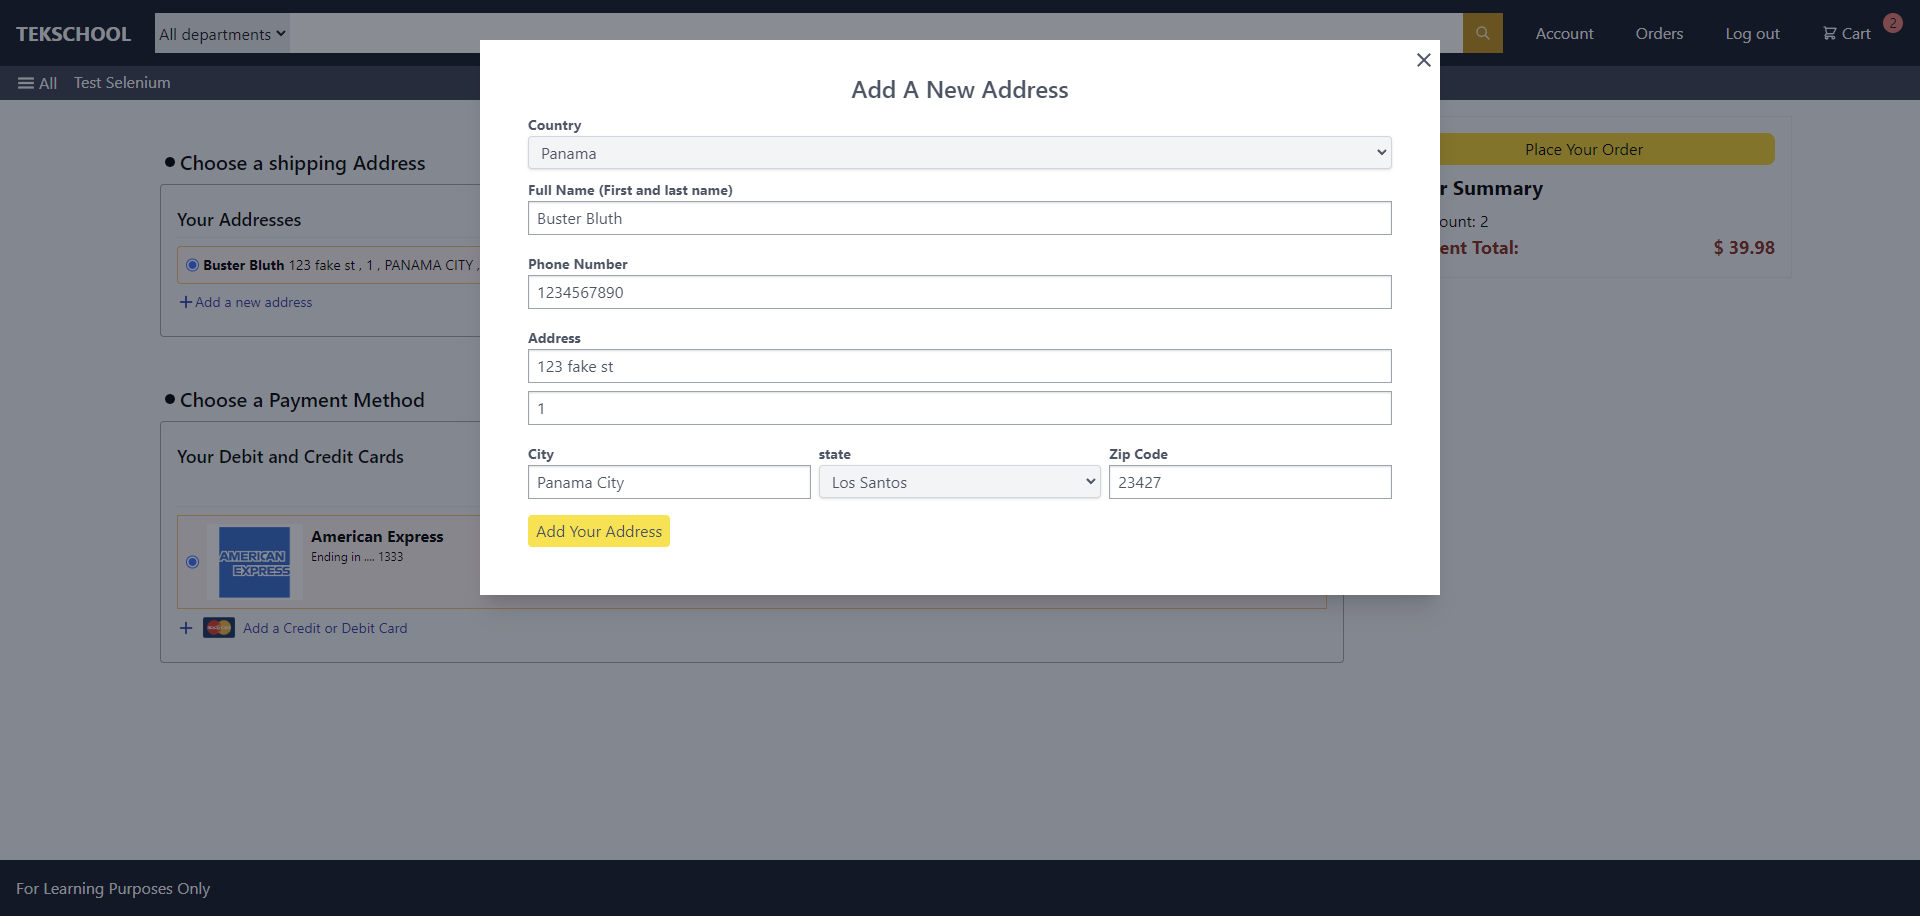 TEKSCHOOL
All departments
Account
Orders
Log out
Cart
2
All
Test Selenium
Add A New Address
Country
Panama
Full Name (First and last name)
Buster Bluth
Phone Number
1234567890
Address
123 fake st
1
City
state
Zip Code
Panama City
Los Santos
23427
Add Your Address
Choose a shipping Address
Your Addresses
Buster Bluth 123 fake st , 1 , PANAMA CITY ,
Add a new address
Choose a Payment Method
Your Debit and Credit Cards
AMERICAN
EXPRESS
American Express
Ending in .... 1333
Add a Credit or Debit Card
Place Your Order
Summary
2
Total:
$ 39.98
For Learning Purposes Only